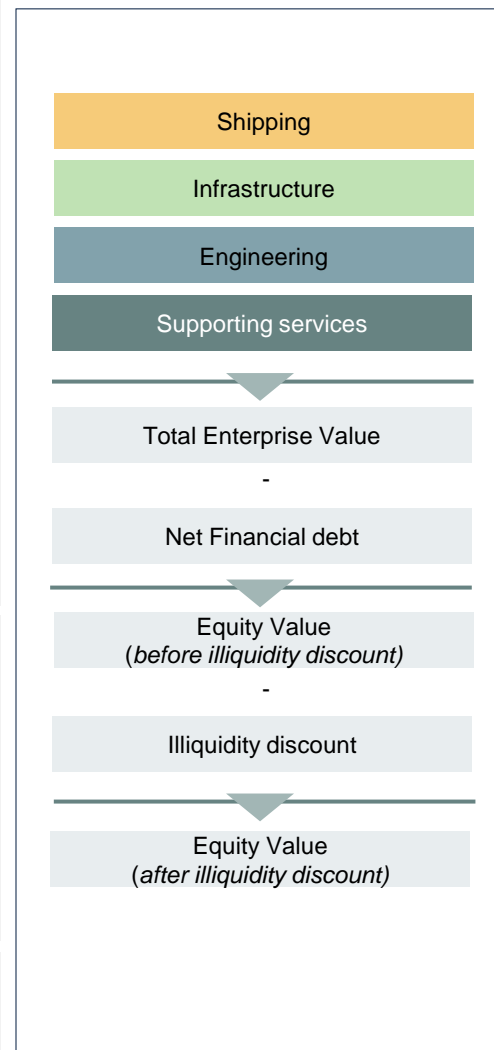 Shipping
Infrastructure
Engineering
Supporting services
Total Enterprise Value
-
Net Financial debt
Equity Value
(before illiquidity discount)
-
Illiquidity discount
Equity Value
(after illiquidity discount)